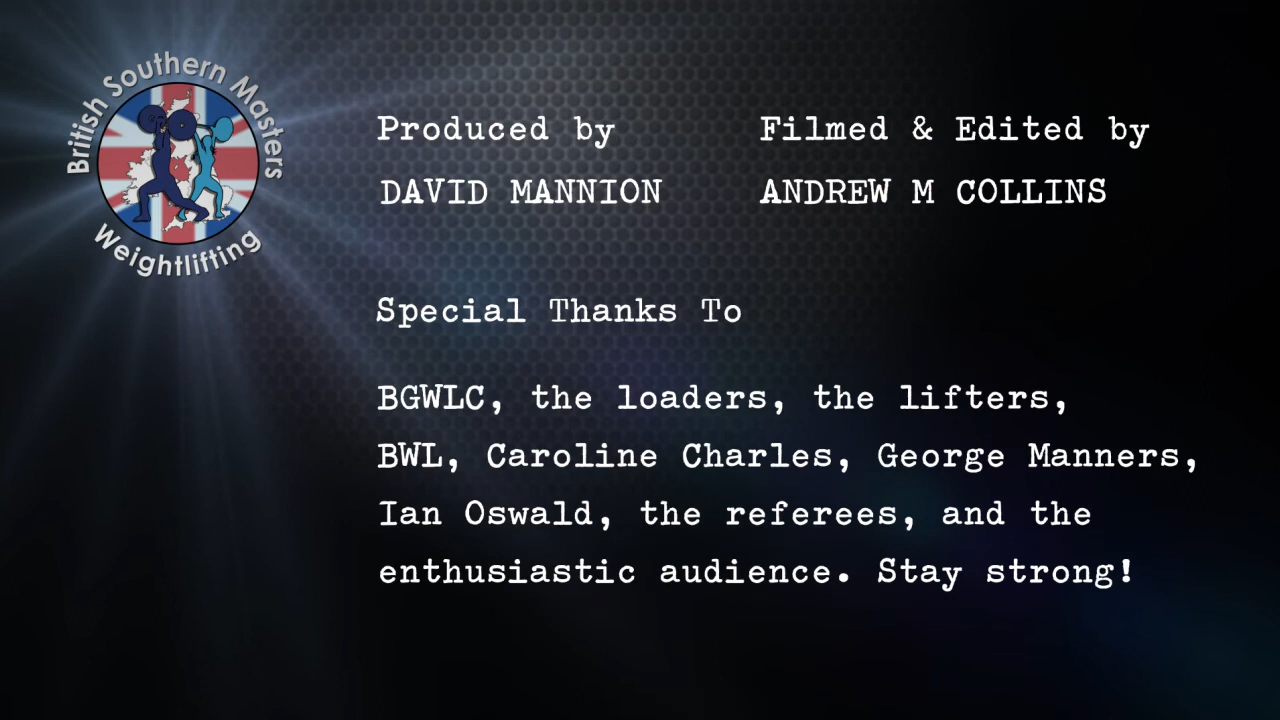 British Southern Masters
Weightlifting
Produced by
DAVID MANNION
Filmed & Edited by
ANDREW M COLLINS
Special Thanks To
BGWLC, the loaders, the lifters,
BWL, Caroline Charles, George Manners,
Ian Oswald, the referees, and the
enthusiastic audience. Stay strong!